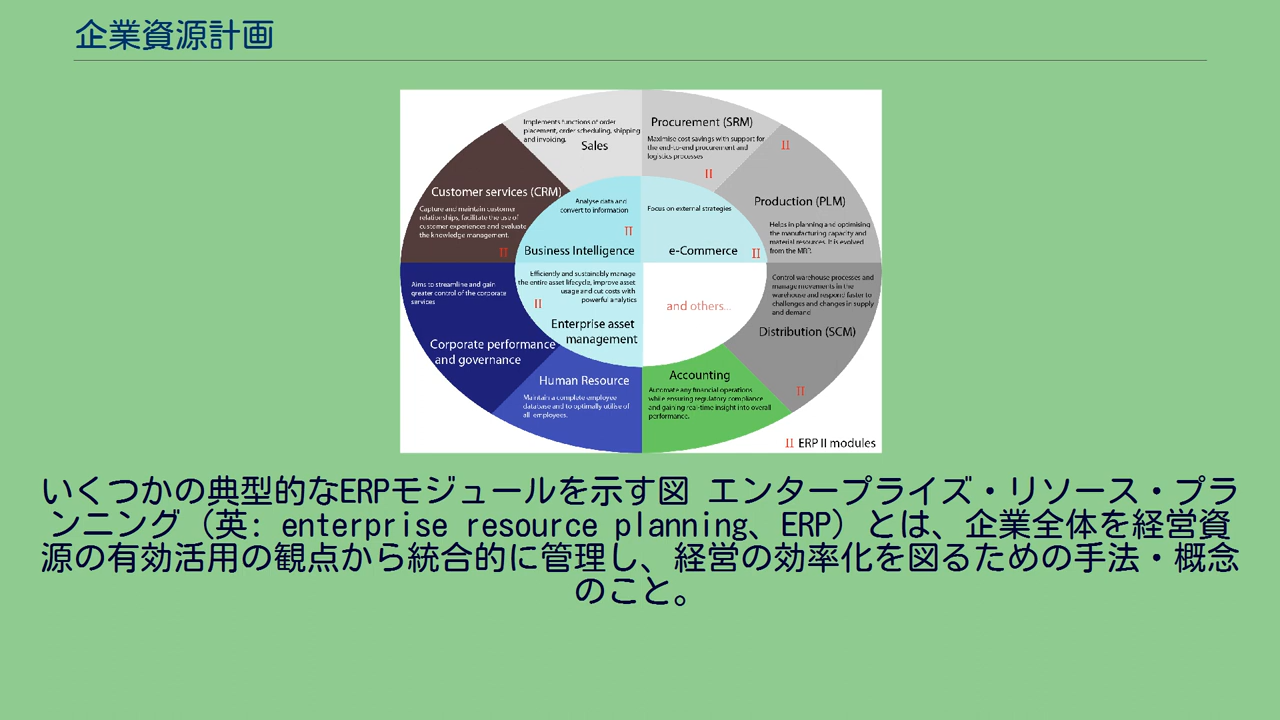 企業資源計画
Implements functions of order
placement, order scheduling, shipping
and invoicing.
Sales
Procurement (SRM)
Maximise cost savings with support for
the end-to-end procurement and
logistics processes
II
II
Customer services (CRM)
Capture and maintain customer
relationships, facilitate the use of
customer experiences and evaluate
the knowledge management.
II
Analyse data and
convert to information
II
Business Intelligence
Focus on external strategies
e-Commerce
II
Production (PLM)
Helps in planning and optimising
the manufacturing capacity and
material resources. It is evolved
from the MRP.
Aims to streamline and gain
greater control of the corporate
services
Corporate performance
and governance
Efficiently and sustainably manage
the entire asset lifecycle, improve asset
usage and cut costs with
powerful analytics
II
Enterprise asset
management
and others...
Control warehouse processes and
manage movements in the
warehouse and respond faster to
challenges and changes in supply
and demand
Distribution (SCM)
II
Human Resource
Maintain a complete employee
database and to optimally utilise of
all employees.
Accounting
Automate any financial operations
while ensuring regulatory compliance
and gaining real-time insight into overall
performance.
II ERP II modules
いくつかの典型的なERPモジュールを示す図 エンタープライズ・リソース・プラ
ンニング（英: enterprise resource planning、ERP）とは、企業全体を経営資
源の有効活用の観点から統合的に管理し、経営の効率化を図るための手法・概念
のこと。